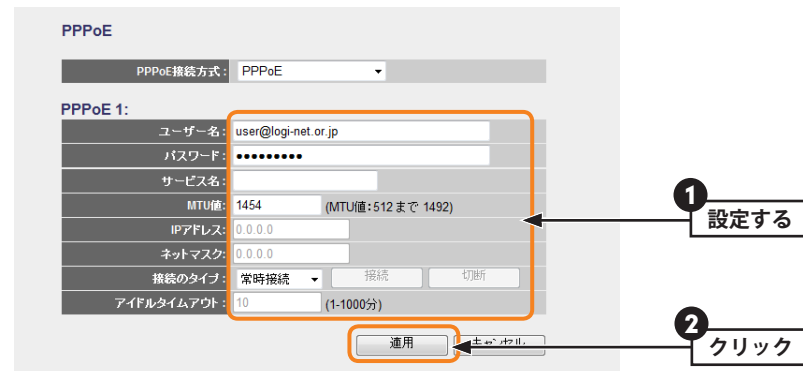 PPPoE
PPPoE接続方式: PPPoE
PPPoE 1:
ユーザー名: user@logi-net.or.jp
パスワード: •••••••••
サービス名:
MTU値: 1454 (MTU値:512 まで 1492)
IPアドレス: 0.0.0.0
ネットマスク: 0.0.0.0
接続のタイプ: 常時接続 接続 切断
アイドルタイムアウト: 10 (1-1000分)
1 設定する
適用 キャンセル
2 クリック